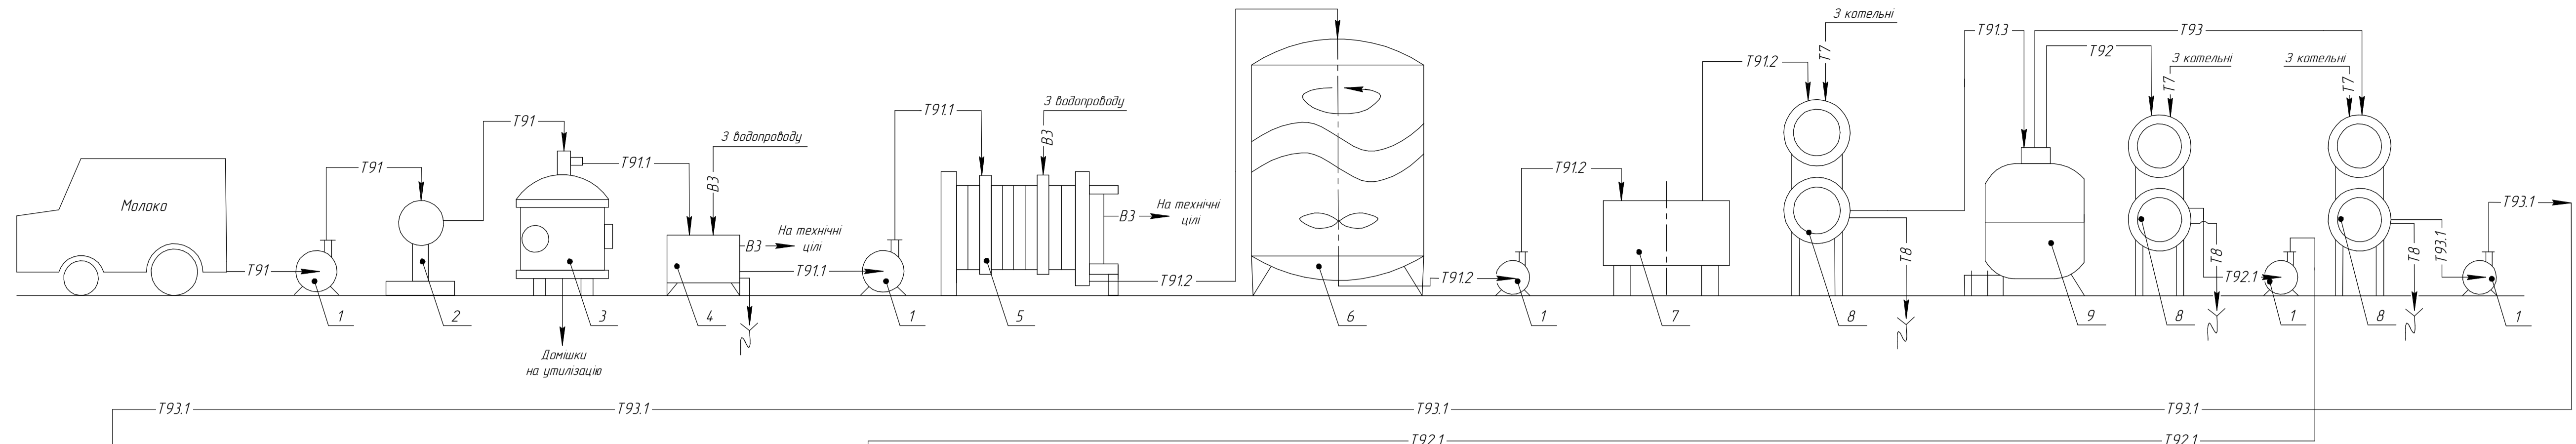 З котельні
Т91.3
Т93
Т92
З котельні
З котельні
Т7
Т7
Т7
Т91.2
З водопроводу
Т91.1
В3
Т91
З водопроводу
Т91.1
В3
Т91
Т91.2
Молоко
На технічні
цілі
В3
На технічні
цілі
В3
Т93.1
Т91
Т91.1
Т91.2
Т91.2
Т8
Т8
Т92.1
Т93.1
Т8
1
2
3
4
1
5
6
1
7
8
9
8
1
8
1
Домішки
на утилізацію
Т93.1
Т93.1
Т93.1
Т93.1
Т92.1
Т92.1